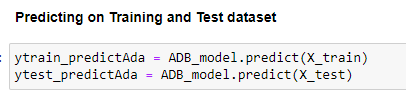 Predicting on Training and Test dataset
: ytrain_predictAda = ADB_model.predict(X_train)
ytest_predictAda = ADB_model.predict(X_test)